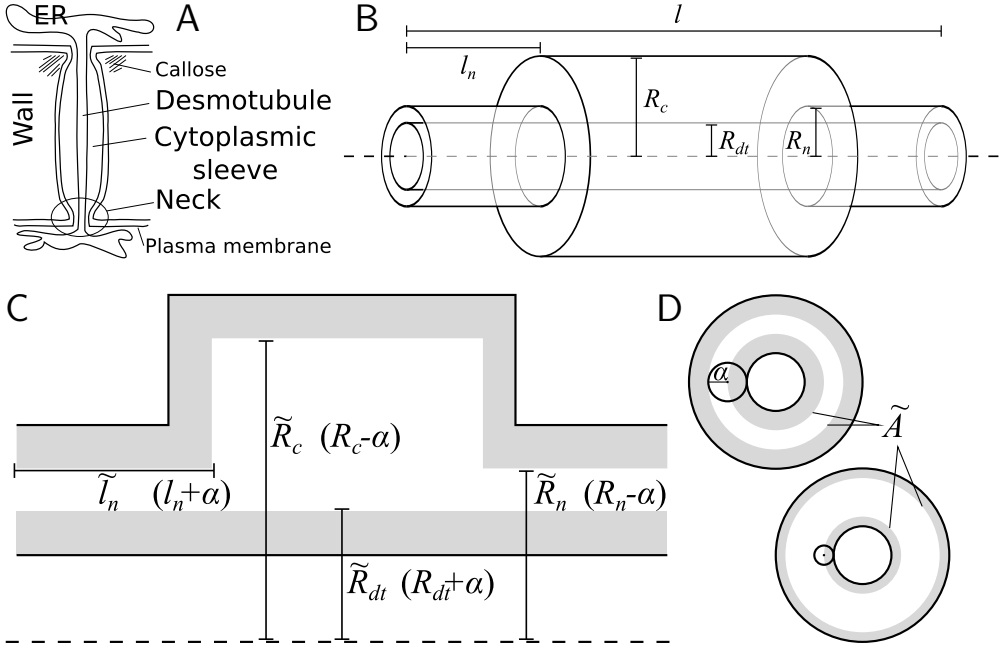 A
ER
Callose
Desmotubule
Wall
Cytoplasmic
sleeve
Neck
Plasma membrane
B
l
l_n
R_c
R_dt
R_n
C
R̃_c (R_c-α)
l̃_n (l_n+α)
R̃_n (R_n-α)
R̃_dt (R_dt+α)
D
α
Ã